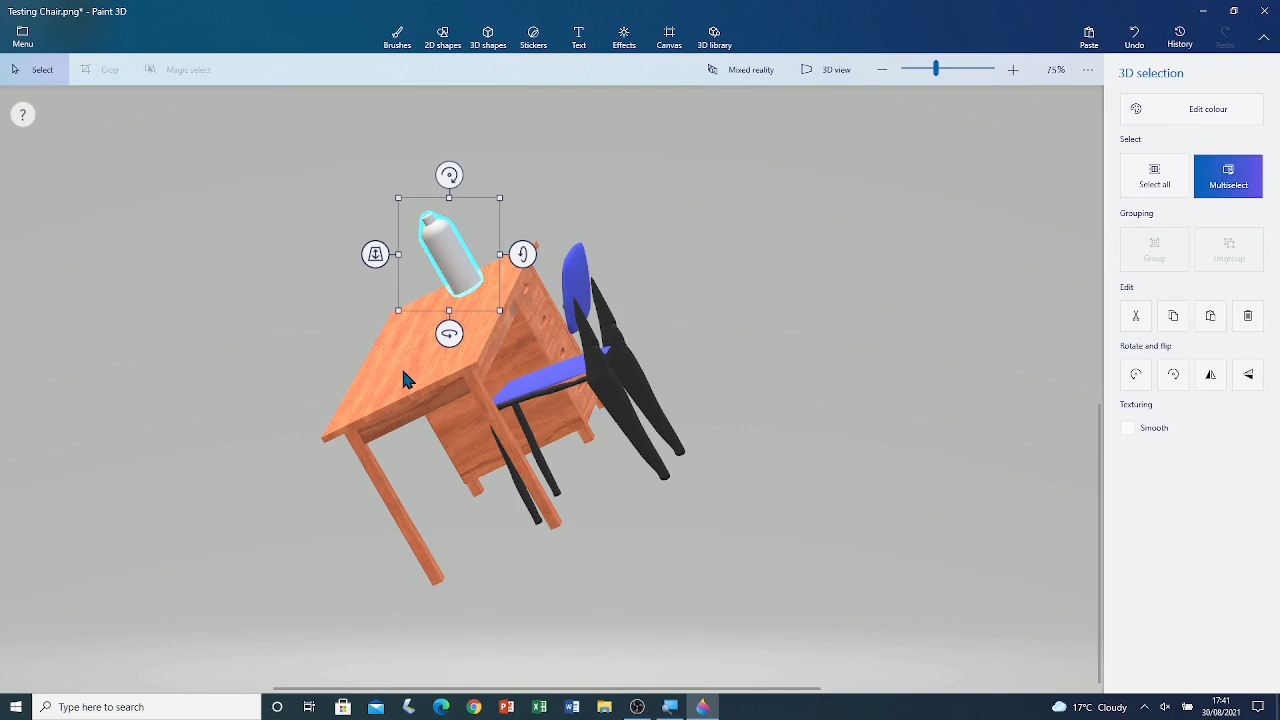 Testing Chair.png* - Paint 3D
Menu
Brushes
2D shapes
3D shapes
Stickers
Text
Effects
Canvas
3D library
Paste
Undo
History
Redo
Select
Crop
Magic select
Mixed reality
3D view
75%
?
3D selection
Edit colour
Select
Select all
Multiselect
Grouping
Group
Ungroup
Edit
Rotate and flip
Texturing
Smooth
Type here to search
17°C Cloudy
17:41
30/08/2021